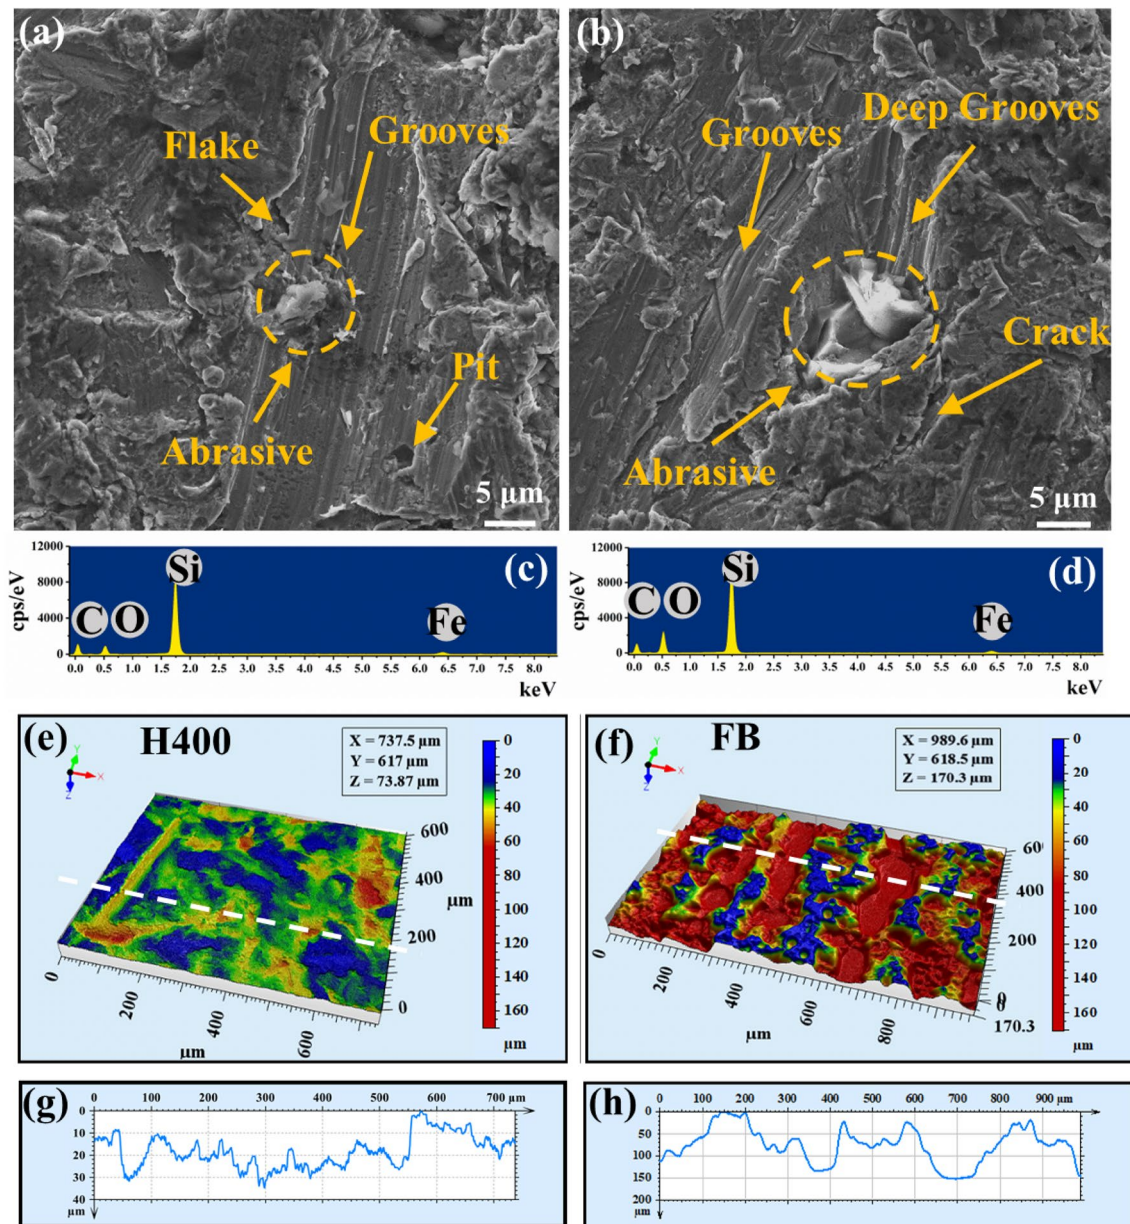 (a)
Flake
Grooves
Pit
Abrasive
5 µm
(b)
Grooves
Deep Grooves
Crack
Abrasive
5 µm
12000
8000
4000
0
cps/eV
C O Si Fe
(c)
0.0 0.5 1.0 1.5 2.0 2.5 3.0 3.5 4.0 4.5 5.0 5.5 6.0 6.5 7.0 7.5 8.0
keV
12000
8000
4000
0
cps/eV
C O Si Fe
(d)
0.0 0.5 1.0 1.5 2.0 2.5 3.0 3.5 4.0 4.5 5.0 5.5 6.0 6.5 7.0 7.5 8.0
keV
(e)
H400
Y
X
Z
X = 737.5 µm
Y = 617 µm
Z = 73.87 µm
0
20
40
60
80
100
120
140
160
µm
600
400
µm
200
0
0
200
400
600
µm
(f)
FB
Y
X
Z
X = 989.6 µm
Y = 618.5 µm
Z = 170.3 µm
0
20
40
60
80
100
120
140
160
µm
600
400
200
0
0
200
400
600
800
µm
170.3
(g)
0 100 200 300 400 500 600 700 µm
0
10
20
30
40
µm
(h)
0 100 200 300 400 500 600 700 800 900 µm
0
50
100
150
200
µm